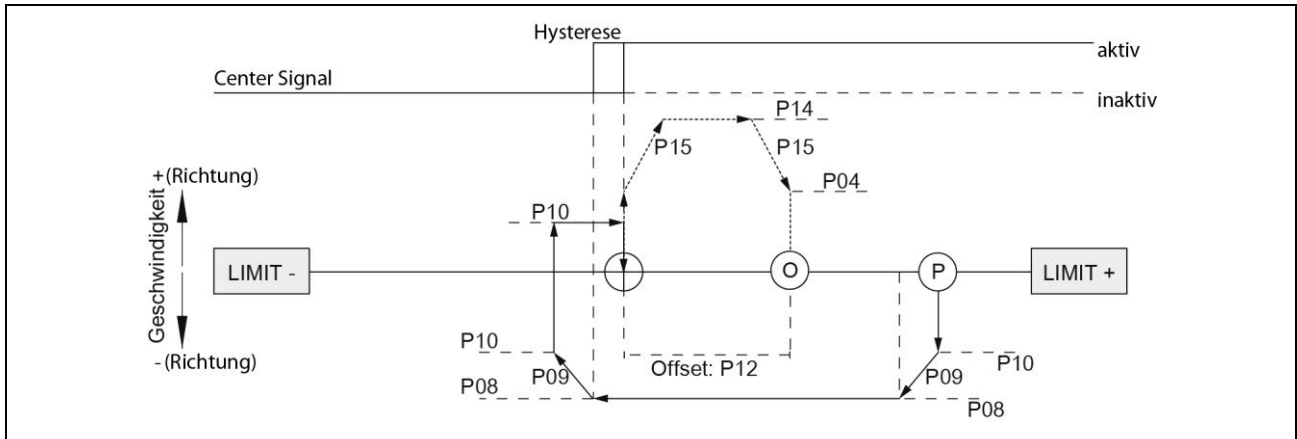 Hysterese
aktiv
Center Signal
inaktiv
P14
P15
P15
+(Richtung)
P04
P10
Geschwindigkeit
LIMIT -
O
P
LIMIT +
-(Richtung)
P10
P10
Offset: P12
P09
P09
P08
P08